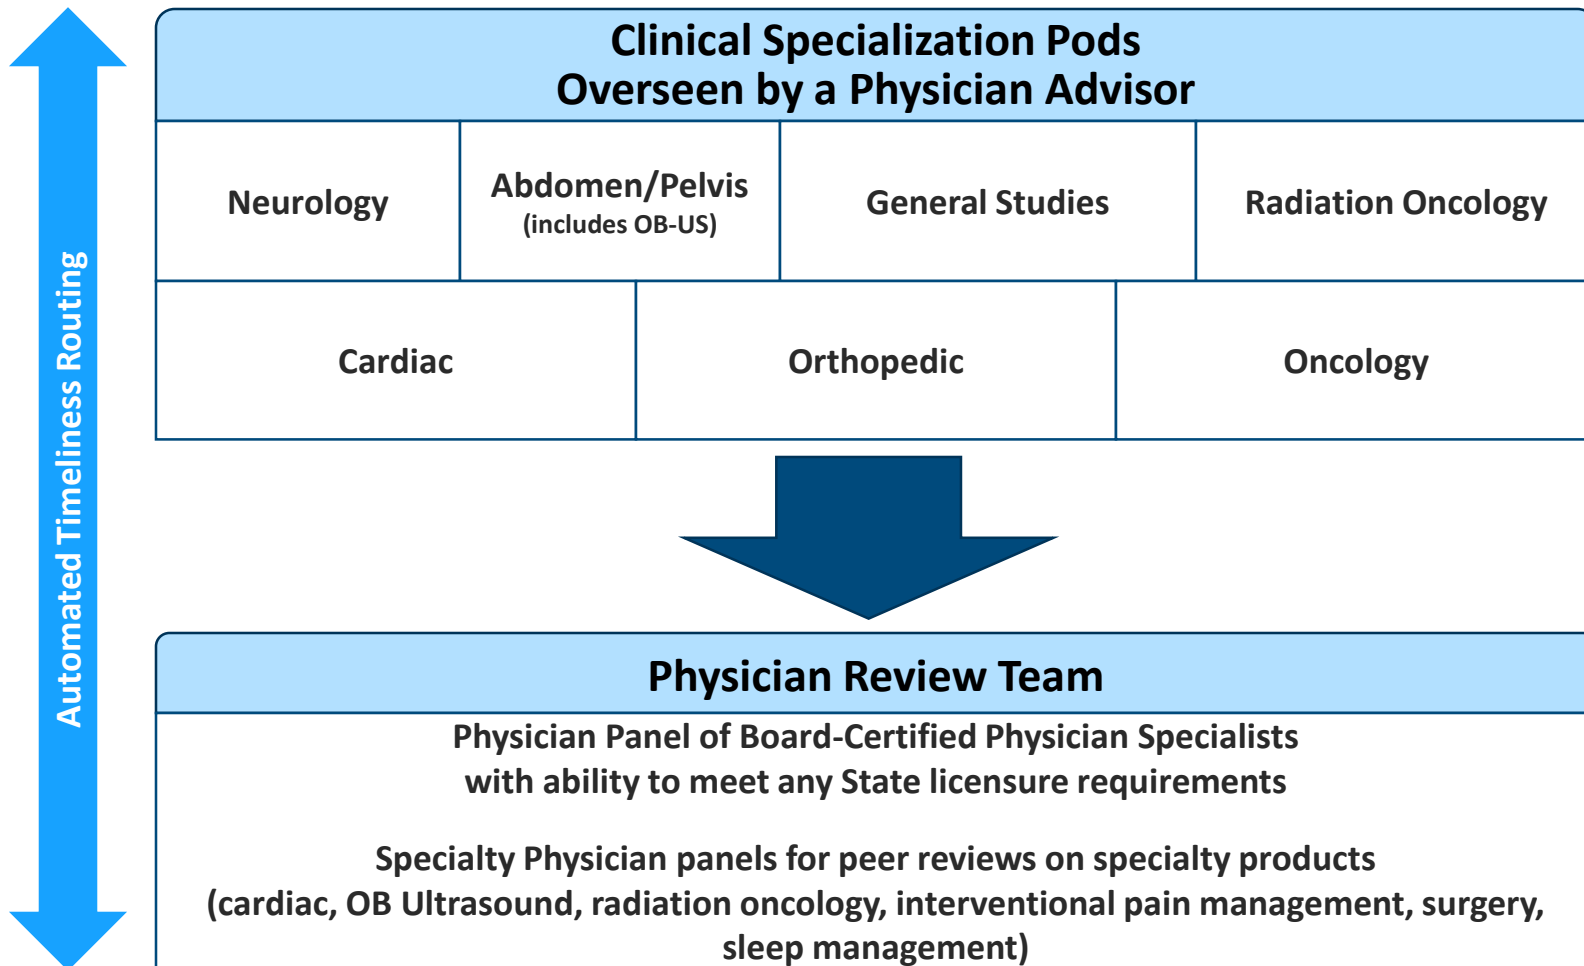 Clinical Specialization Pods
Overseen by a Physician Advisor
Neurology
Abdomen/Pelvis
(includes OB-US)
General Studies
Radiation Oncology
Cardiac
Orthopedic
Oncology
Automated Timeliness Routing
Physician Review Team
Physician Panel of Board-Certified Physician Specialists
with ability to meet any State licensure requirements
Specialty Physician panels for peer reviews on specialty products
(cardiac, OB Ultrasound, radiation oncology, interventional pain management, surgery,
sleep management)